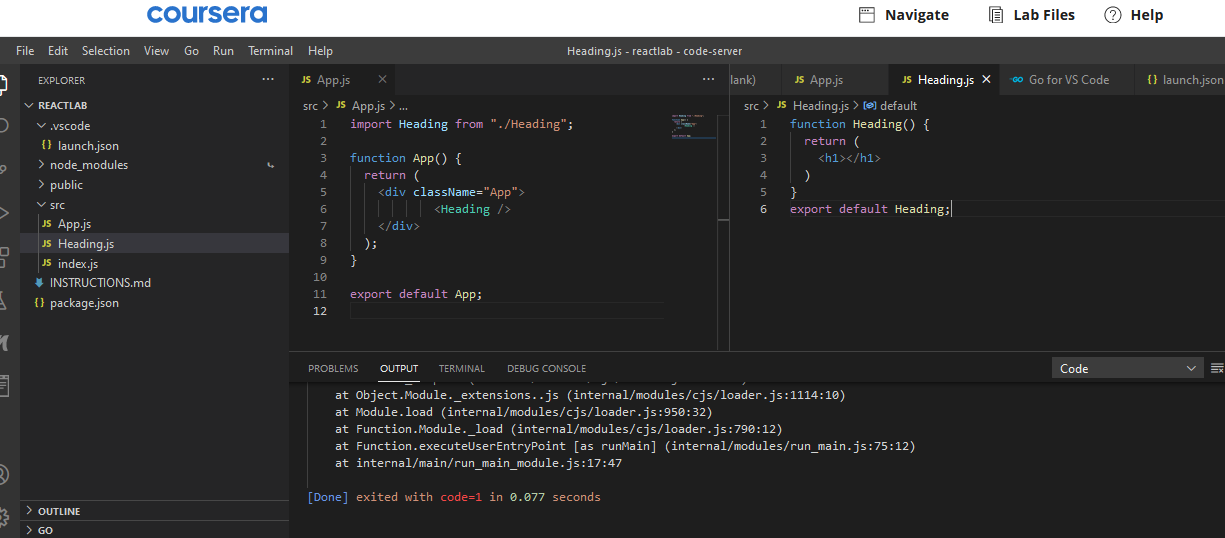 coursera
Navigate
Lab Files
Help
File Edit Selection View Go Run Terminal Help
Heading.js - reactlab - code-server
EXPLORER
REACTLAB
.vscode
{} launch.json
node_modules
public
src
JS App.js
JS Heading.js
JS index.js
INSTRUCTIONS.md
{} package.json
OUTLINE
GO
JS App.js
src > JS App.js > ...
1 import Heading from "./Heading";
2
3 function App() {
4 return (
5 <div className="App">
6 <Heading />
7 </div>
8 );
9 }
10
11 export default App;
12
lank) JS App.js JS Heading.js Go for VS Code {} launch.json
src > JS Heading.js > default
1 function Heading() {
2 return (
3 <h1></h1>
4 )
5 }
6 export default Heading;
PROBLEMS OUTPUT TERMINAL DEBUG CONSOLE
Code
at Object.Module._extensions..js (internal/modules/cjs/loader.js:1114:10)
at Module.load (internal/modules/cjs/loader.js:950:32)
at Function.Module._load (internal/modules/cjs/loader.js:790:12)
at Function.executeUserEntryPoint [as runMain] (internal/modules/run_main.js:75:12)
at internal/main/run_main_module.js:17:47
[Done] exited with code=1 in 0.077 seconds